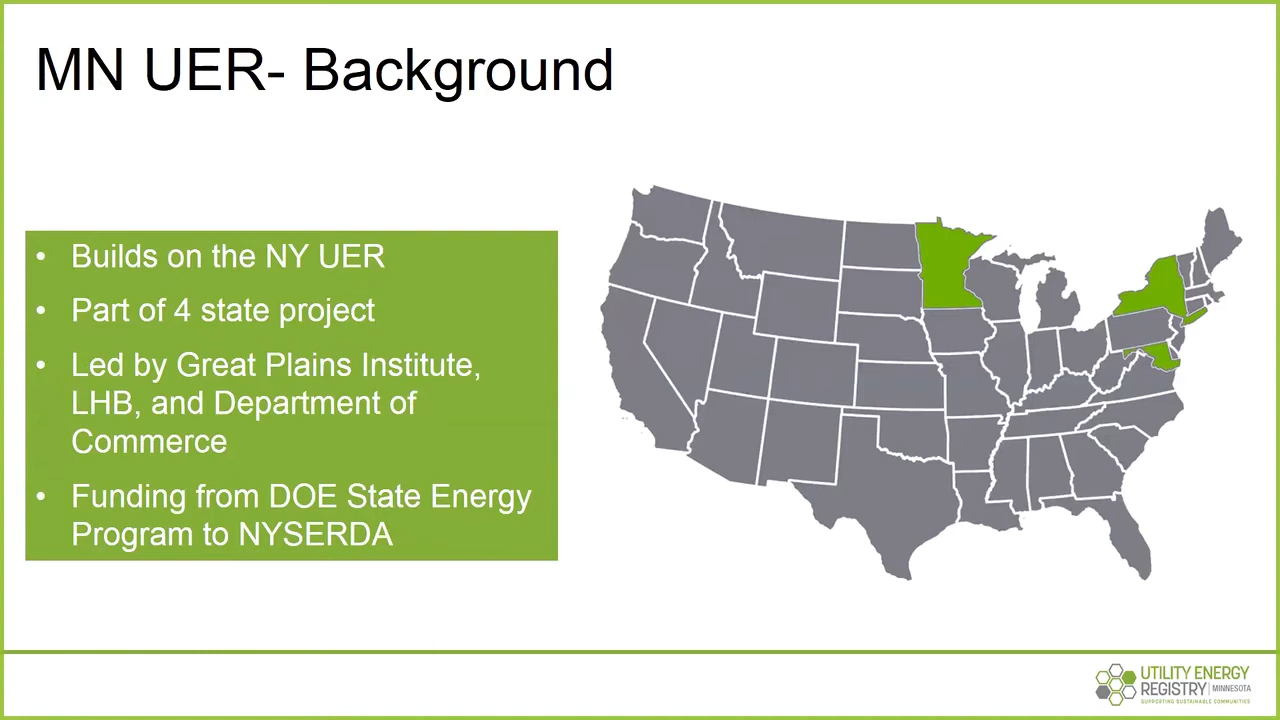 MN UER- Background
• Builds on the NY UER
• Part of 4 state project
• Led by Great Plains Institute,
LHB, and Department of
Commerce
• Funding from DOE State Energy
Program to NYSERDA
UTILITY ENERGY
REGISTRY | MINNESOTA
SUPPORTING SUSTAINABLE COMMUNITIES